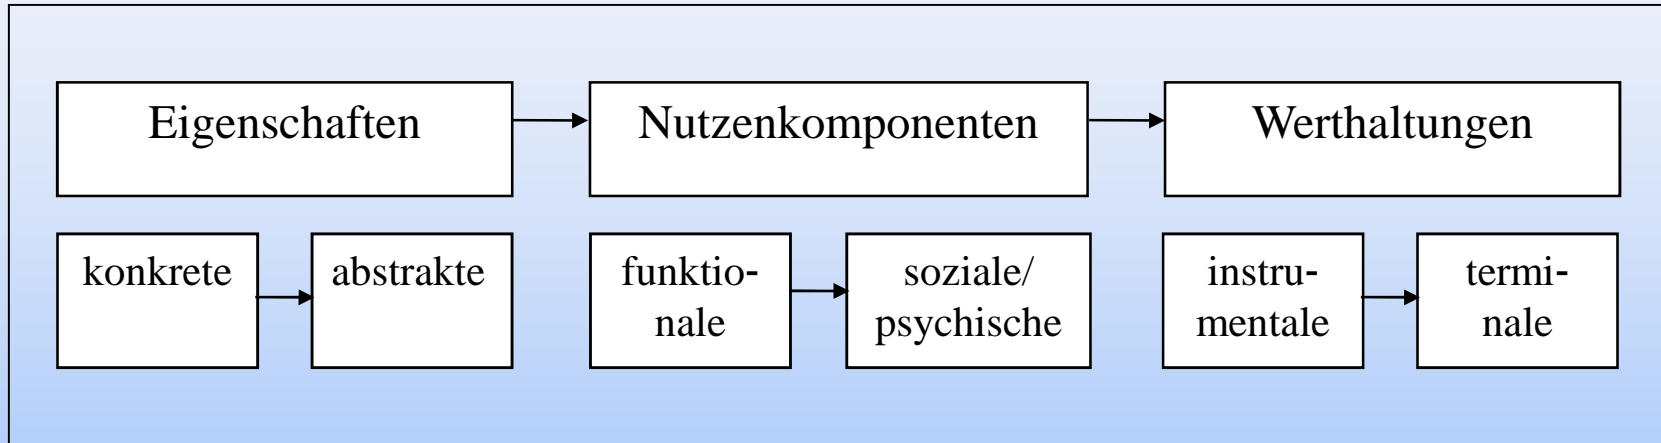 Eigenschaften
Nutzenkomponenten
Werthaltungen
konkrete
abstrakte
funktio-
nale
soziale/
psychische
instru-
mentale
termi-
nale